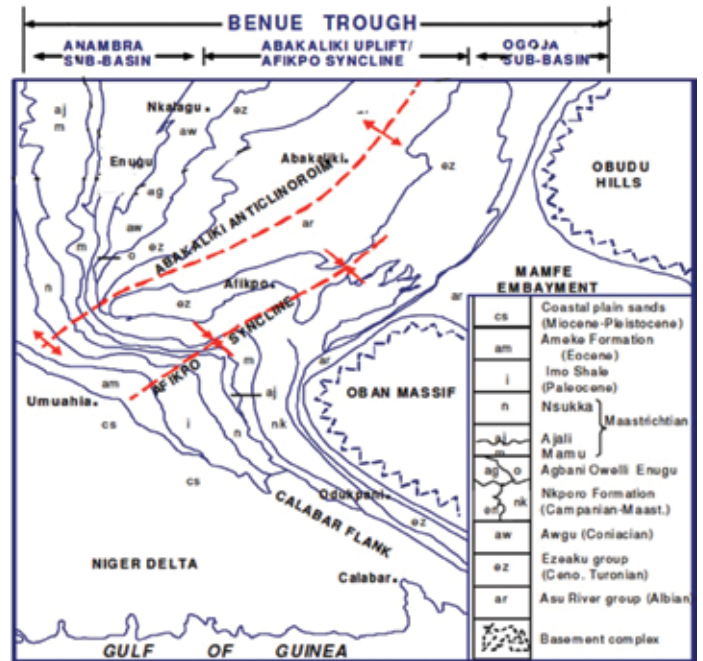 BENUE TROUGH
ANAMBRA
SUB-BASIN
ABAKALIKI UPLIFT/
AFIKPO SYNCLINE
OGOJA
SUB-BASIN
aj
m
Nkalagu
ez
aw
Enugu
ag
Abakaliki
ez
OBUDU
HILLS
ABAKALIKI ANTICLINOROIM
ar
aw
m
o
ez
n
Afikpo
ez
AFIKPO SYNCLINE
MAMFE
EMBAYMENT
ar
ar
m
aj
OBAN MASSIF
am
Umuahia
cs
i
n
nk
cs
Odukpani
ez
CALABAR FLANK
NIGER DELTA
Calabar
GULF OF GUINEA
cs
Coastal plain sands
(Miocene-Pleistocene)
am
Ameke Formation
(Eocene)
i
Imo Shale
(Paleocene)
n
Nsukka
Maastrichtian
aj
Ajali
m
Mamu
ag
o
Agbani Owelli Enugu
en
nk
Nkporo Formation
(Campanian-Maast.)
aw
Awgu (Coniacian)
ez
Ezeaku group
(Ceno. Turonian)
ar
Asu River group (Albian)
Basement complex